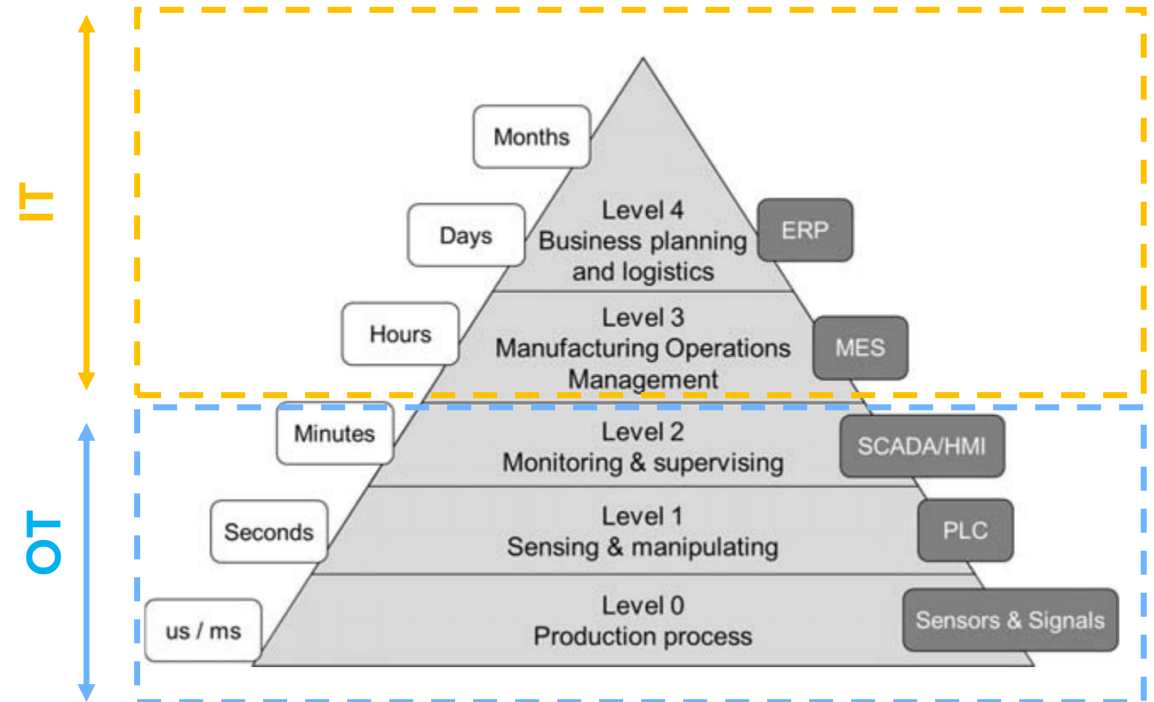 IT
Months
Level 4
Business planning
and logistics
Days
ERP
Level 3
Manufacturing Operations
Management
Hours
MES
OT
Minutes
Level 2
Monitoring & supervising
SCADA/HMI
Seconds
Level 1
Sensing & manipulating
PLC
us / ms
Level 0
Production process
Sensors & Signals